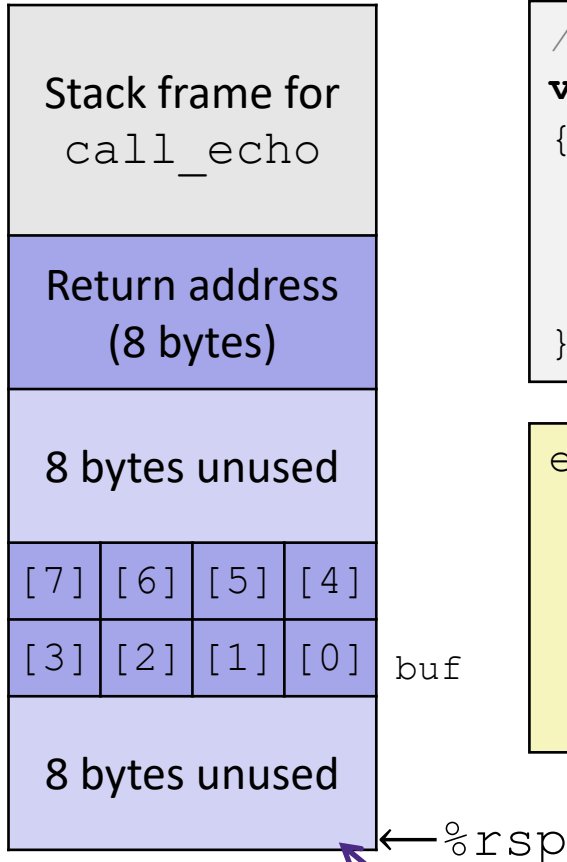 Stack frame for
call_echo
Return address
(8 bytes)
8 bytes unused
[7] [6] [5] [4]
[3] [2] [1] [0] buf
8 bytes unused
←%rsp
/
v
{
}
e